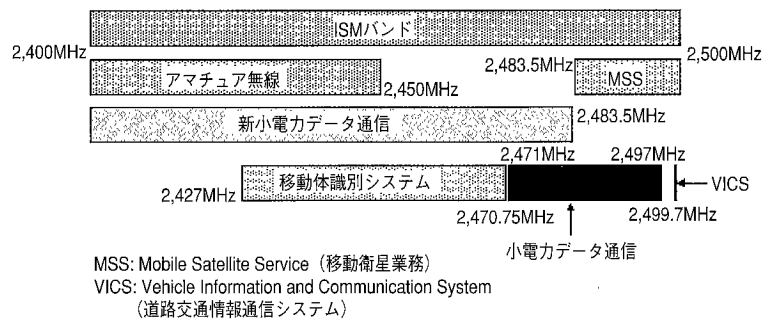 ISMバンド
2,400MHz
2,500MHz
アマチュア無線
2,450MHz
2,483.5MHz
MSS
新小電力データ通信
2,483.5MHz
2,471MHz
2,497MHz
2,427MHz
移動体識別システム
VICS
2,470.75MHz
2,499.7MHz
小電力データ通信
MSS: Mobile Satellite Service（移動衛星業務）
VICS: Vehicle Information and Communication System
（道路交通情報通信システム）